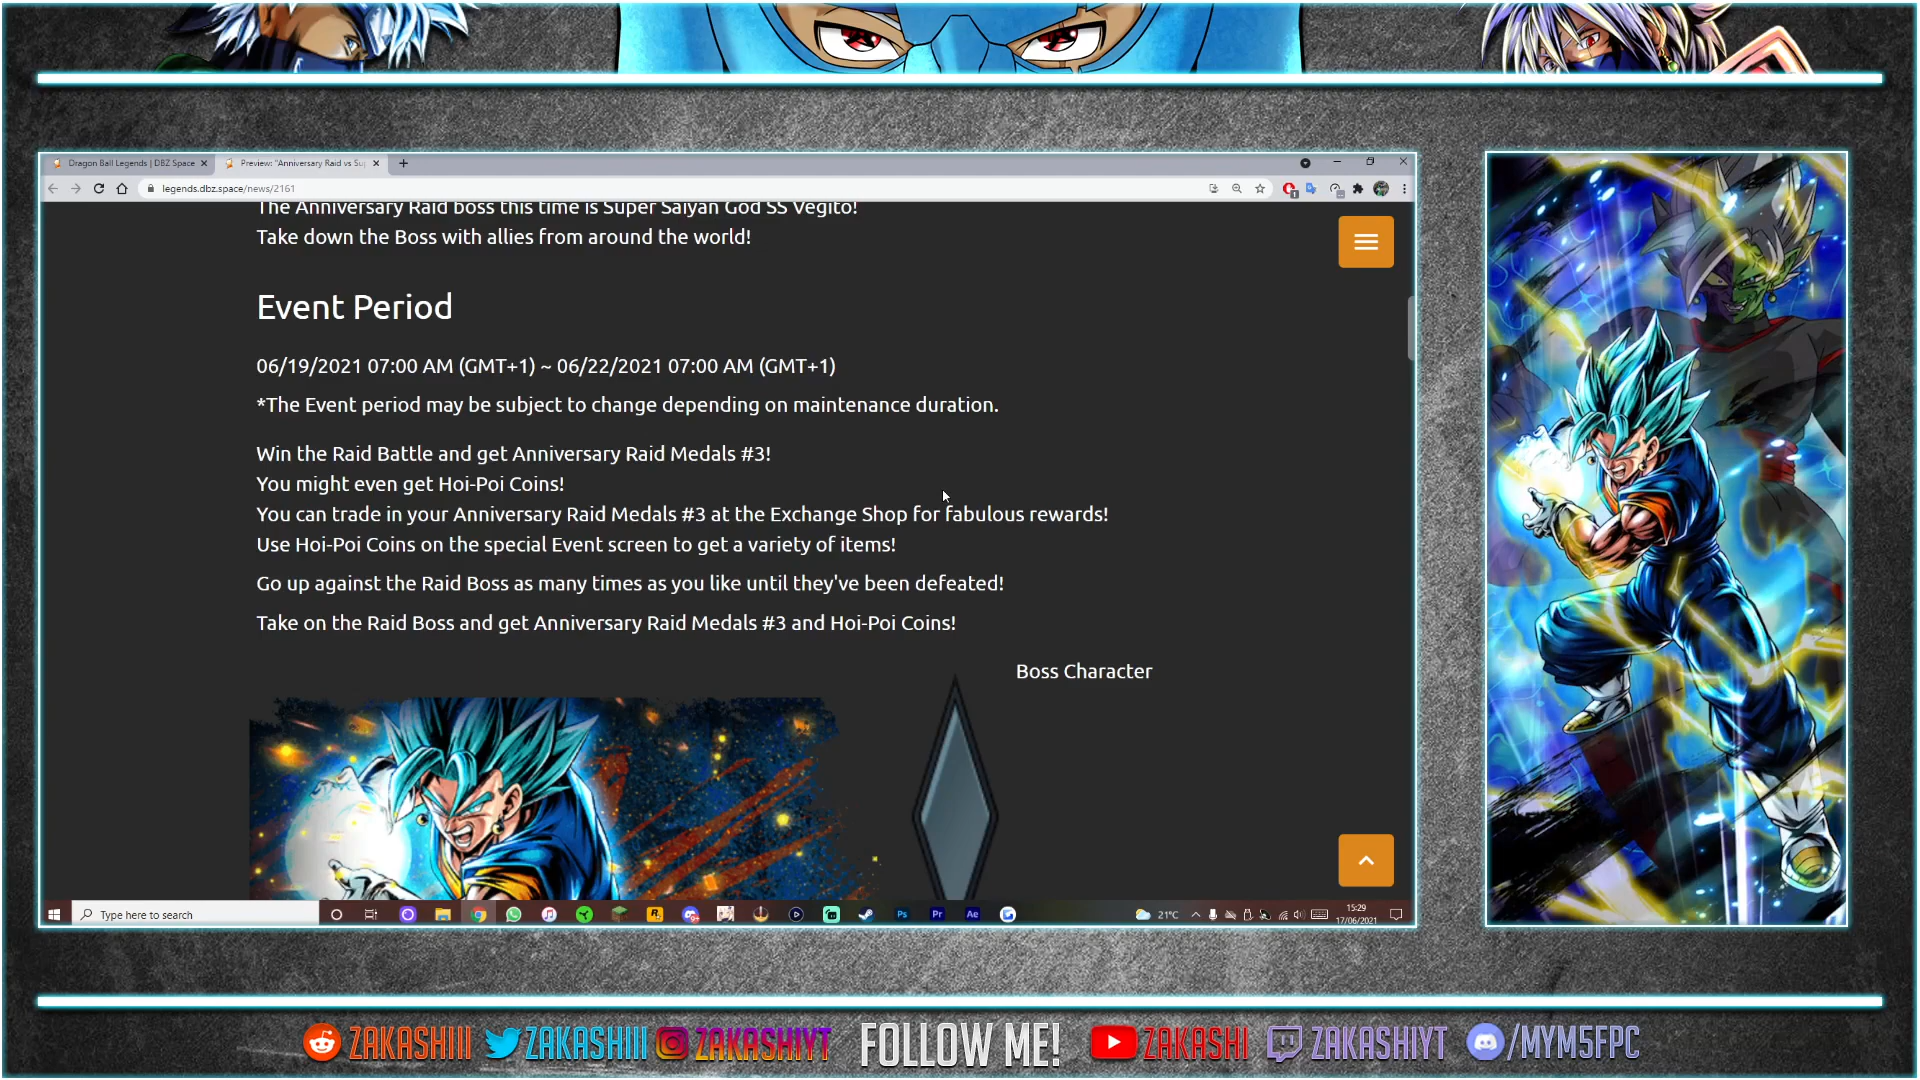 Dragon Ball Legends | DBZ Space
Preview: "Anniversary Raid vs Su
legends.dbz.space/news/2161
The Anniversary Raid boss this time is Super Saiyan God SS Vegito!
Take down the Boss with allies from around the world!
Event Period
06/19/2021 07:00 AM (GMT+1) ~ 06/22/2021 07:00 AM (GMT+1)
*The Event period may be subject to change depending on maintenance duration.
Win the Raid Battle and get Anniversary Raid Medals #3!
You might even get Hoi-Poi Coins!
You can trade in your Anniversary Raid Medals #3 at the Exchange Shop for fabulous rewards!
Use Hoi-Poi Coins on the special Event screen to get a variety of items!
Go up against the Raid Boss as many times as you like until they've been defeated!
Take on the Raid Boss and get Anniversary Raid Medals #3 and Hoi-Poi Coins!
Boss Character
Type here to search
R
Ps
Pr
Ae
21°C
15:29
17/06/2021
ZAKASHIII ZAKASHIII ZAKASHIYT FOLLOW ME! ZAKASHI ZAKASHIYT /MYM5FPC